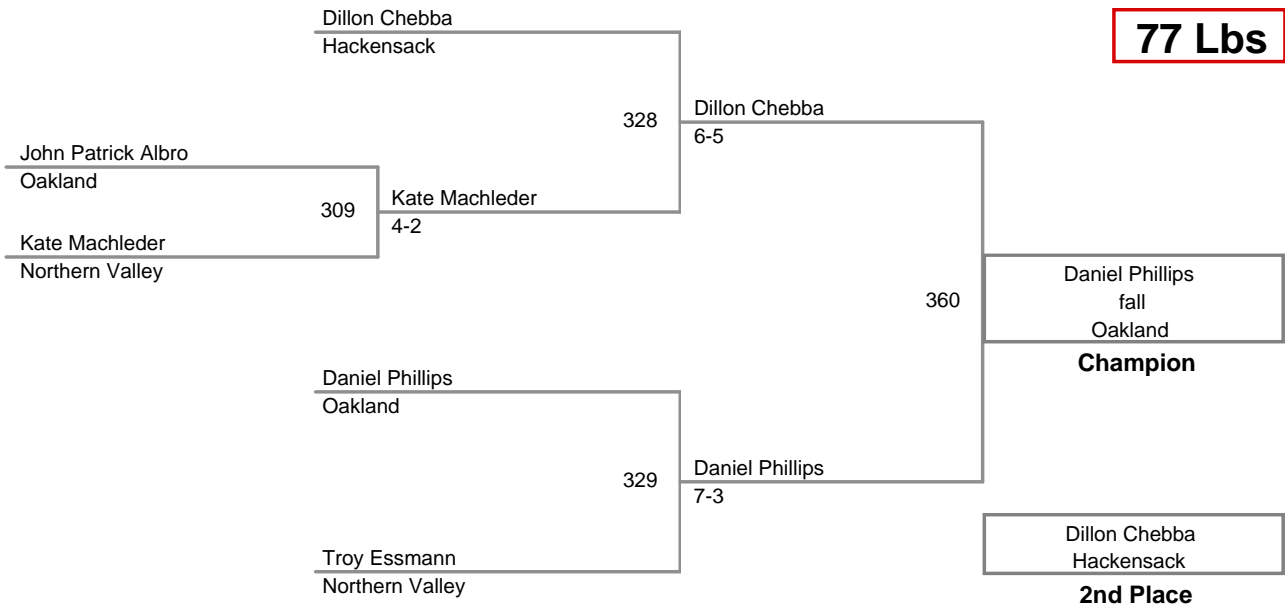 Dillon Chebba
Hackensack
77 Lbs
328
Dillon Chebba
6-5
John Patrick Albro
Oakland
309
Kate Machleder
4-2
Kate Machleder
Northern Valley
360
Daniel Phillips
fall
Oakland
Champion
Daniel Phillips
Oakland
329
Daniel Phillips
7-3
Troy Essmann
Northern Valley
Dillon Chebba
Hackensack
2nd Place